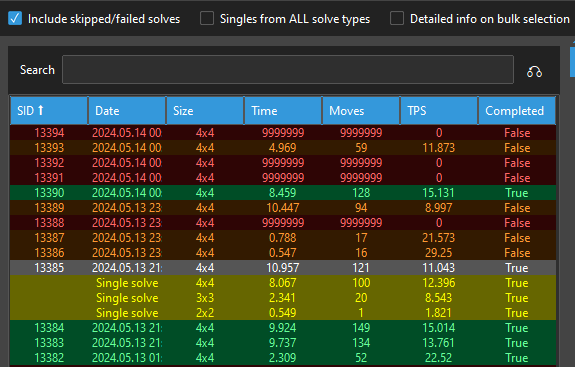 Include skipped/failed solves Singles from ALL solve types Detailed info on bulk selection
Search
SID ↑ Date Size Time Moves TPS Completed
13394 2024.05.14 00 4x4 9999999 9999999 0 False
13393 2024.05.14 00 4x4 4.969 59 11.873 False
13392 2024.05.14 00 4x4 9999999 9999999 0 False
13391 2024.05.14 00 4x4 9999999 9999999 0 False
13390 2024.05.14 00 4x4 8.459 128 15.131 True
13389 2024.05.13 23 4x4 10.447 94 8.997 False
13388 2024.05.13 23 4x4 9999999 9999999 0 False
13387 2024.05.13 23 4x4 0.788 17 21.573 False
13386 2024.05.13 23 4x4 0.547 16 29.25 False
13385 2024.05.13 21: 4x4 10.957 121 11.043 True
Single solve 4x4 8.067 100 12.396 True
Single solve 3x3 2.341 20 8.543 True
Single solve 2x2 0.549 1 1.821 True
13384 2024.05.13 21: 4x4 9.924 149 15.014 True
13383 2024.05.13 21: 4x4 9.737 134 13.761 True
13382 2024.05.13 01: 4x4 2.309 52 22.52 True